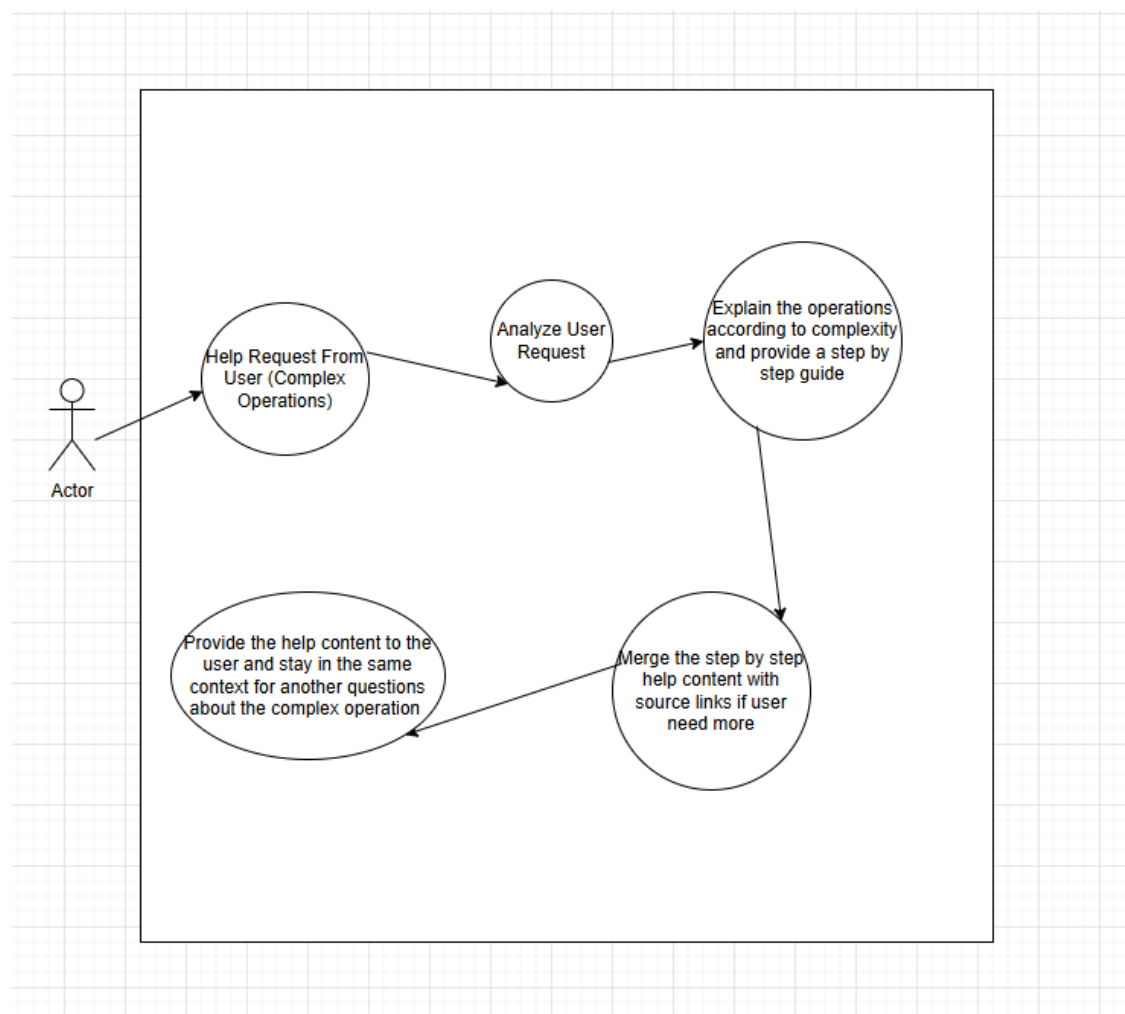 Help Request From
User (Complex
Operations)
Analyze User
Request
Explain the operations
according to complexity
and provide a step by
step guide
Actor
Provide the help content to the
user and stay in the same
context for another questions
about the complex operation
Merge the step by step
help content with
source links if user
need more